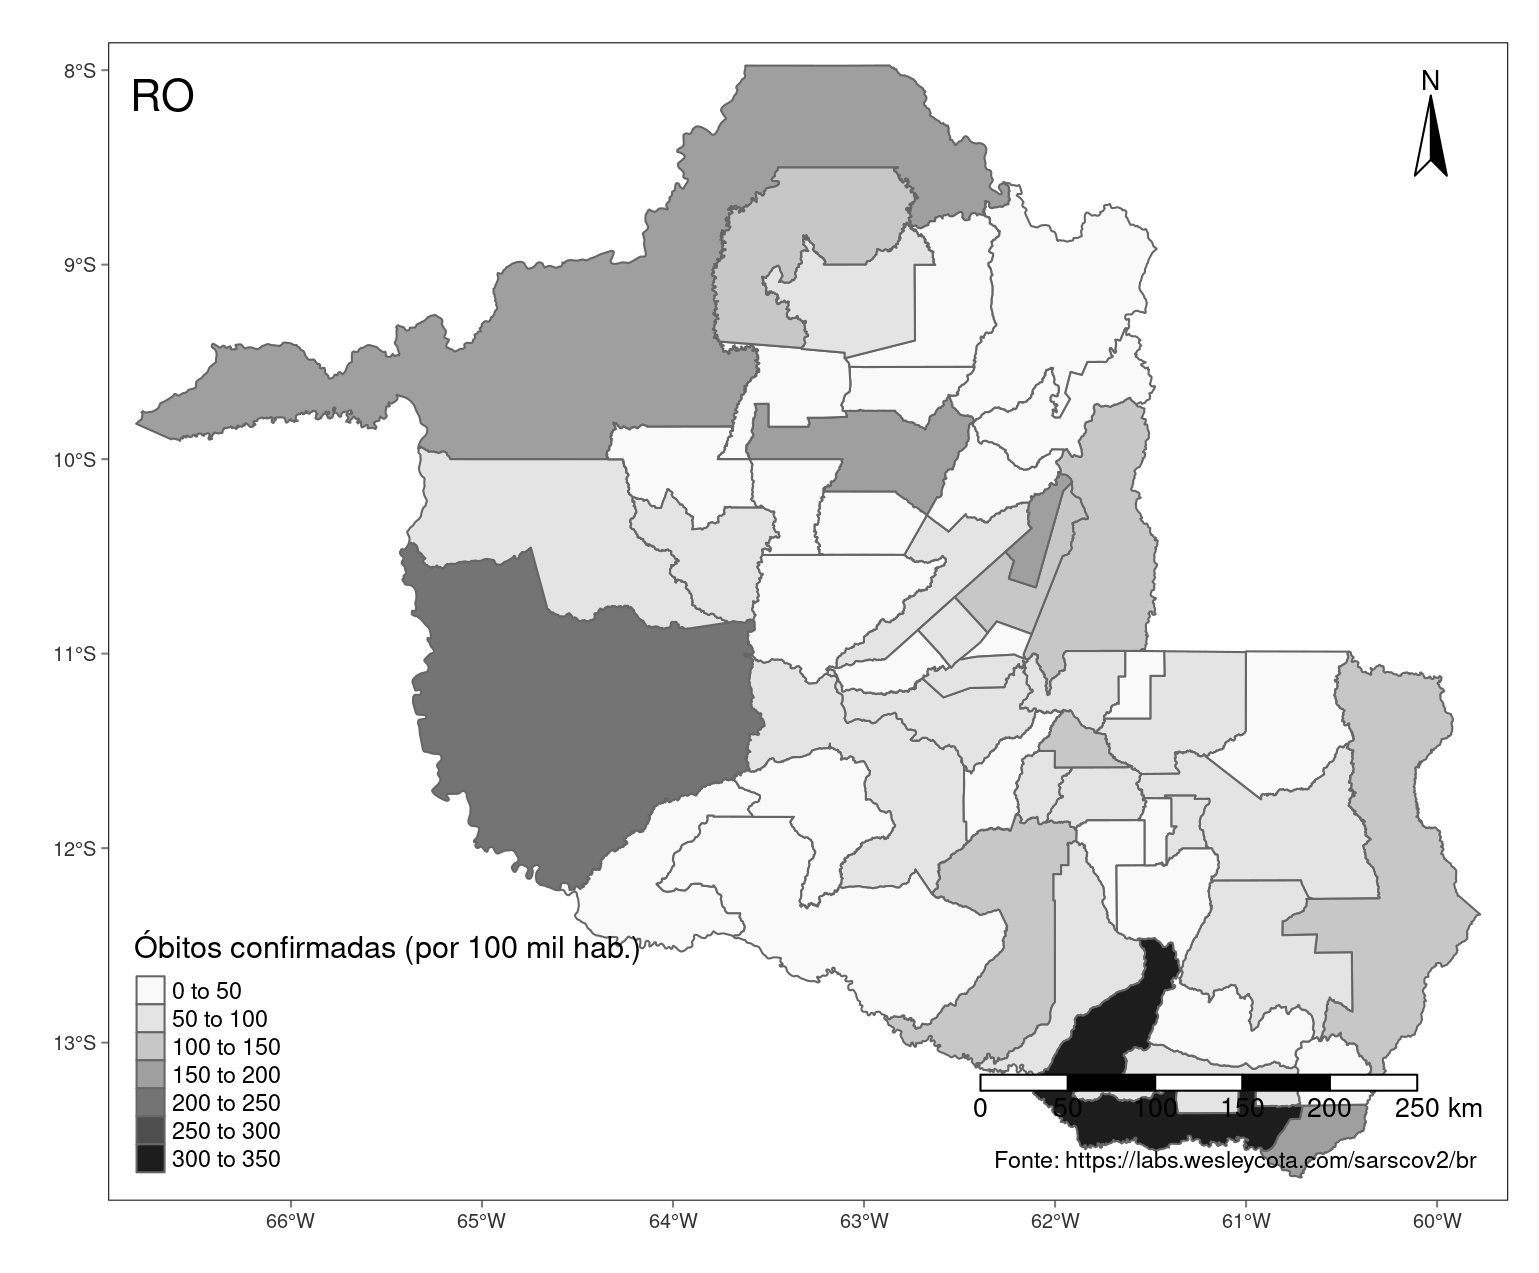 RO
N
8°S
9°S
10°S
11°S
12°S
13°S
Óbitos confirmadas (por 100 mil hab.)
0 to 50
50 to 100
100 to 150
150 to 200
200 to 250
250 to 300
300 to 350
0 50 100 150 200 250 km
Fonte: https://labs.wesleycota.com/sarscov2/br
66°W 65°W 64°W 63°W 62°W 61°W 60°W